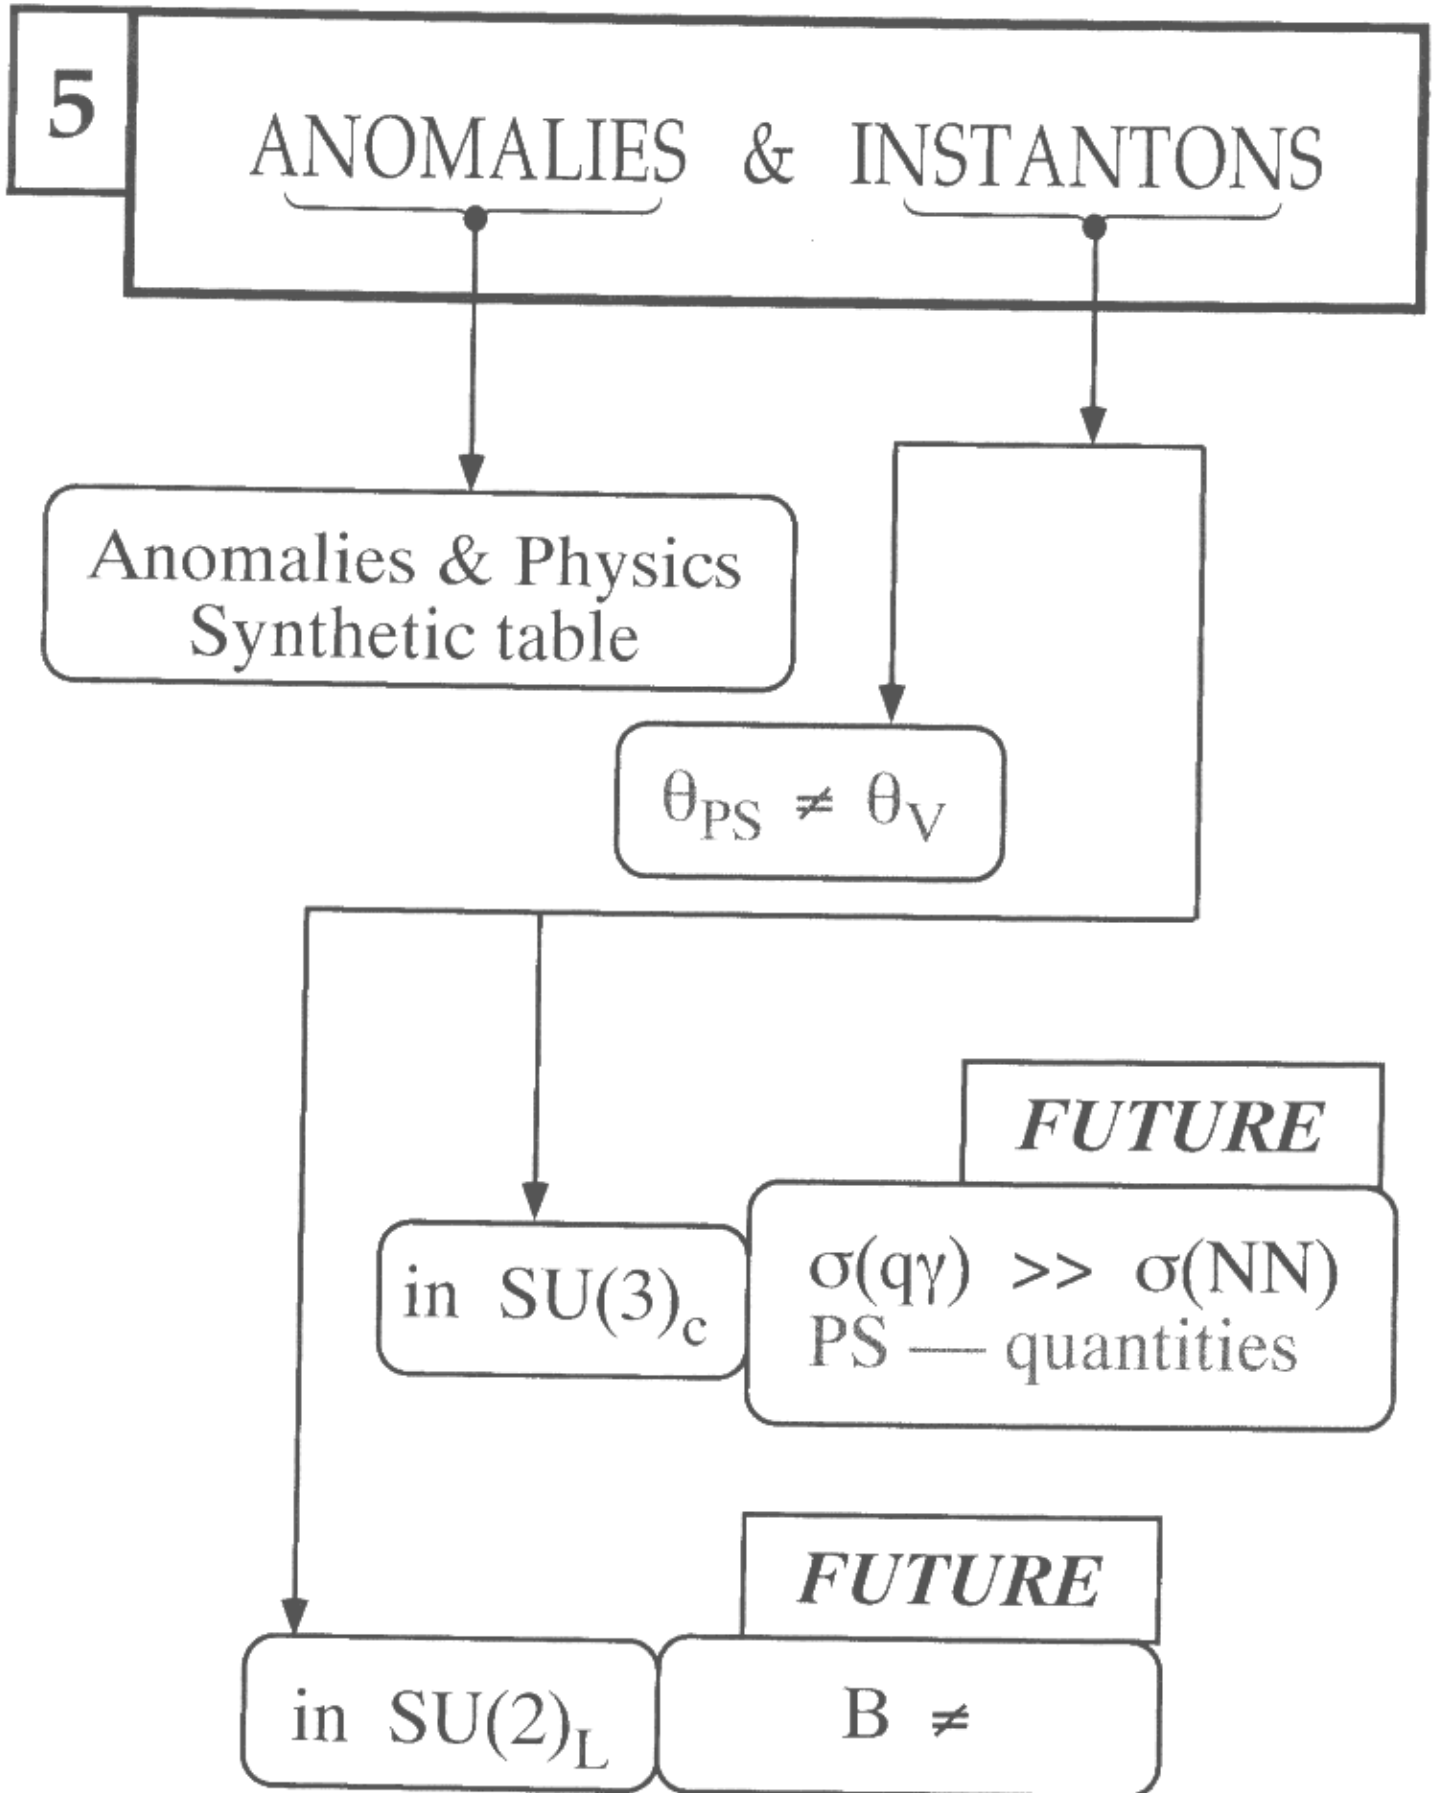 5
ANOMALIES & INSTANTONS
Anomalies & Physics
Synthetic table
θPS ≠ θV
FUTURE
in SU(3)c
σ(qγ) >> σ(NN)
PS — quantities
FUTURE
in SU(2)L
B ≠